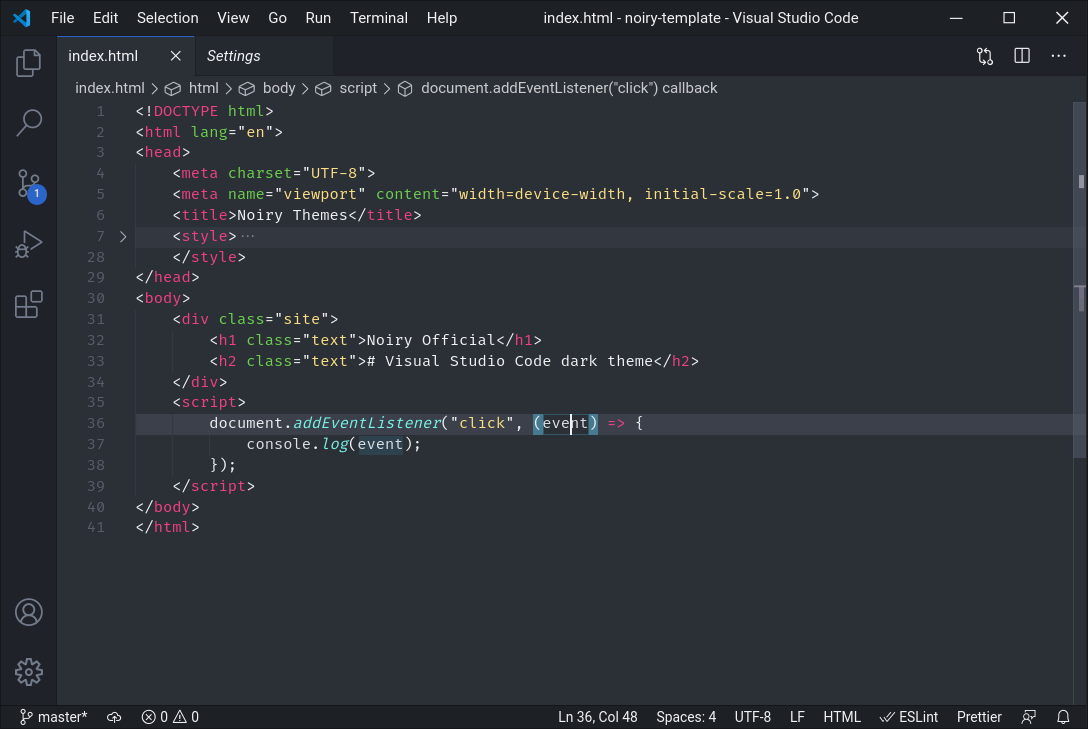 File Edit Selection View Go Run Terminal Help index.html - noiry-template - Visual Studio Code
index.html Settings
index.html > html > body > script > document.addEventListener("click") callback
1 <!DOCTYPE html>
2 <html lang="en">
3 <head>
4 <meta charset="UTF-8">
5 <meta name="viewport" content="width=device-width, initial-scale=1.0">
6 <title>Noiry Themes</title>
7 <style>···
28 </style>
29 </head>
30 <body>
31 <div class="site">
32 <h1 class="text">Noiry Official</h1>
33 <h2 class="text"># Visual Studio Code dark theme</h2>
34 </div>
35 <script>
36 document.addEventListener("click", (event) => {
37 console.log(event);
38 });
39 </script>
40 </body>
41 </html>
1
master* 0 0 Ln 36, Col 48 Spaces: 4 UTF-8 LF HTML ESLint Prettier